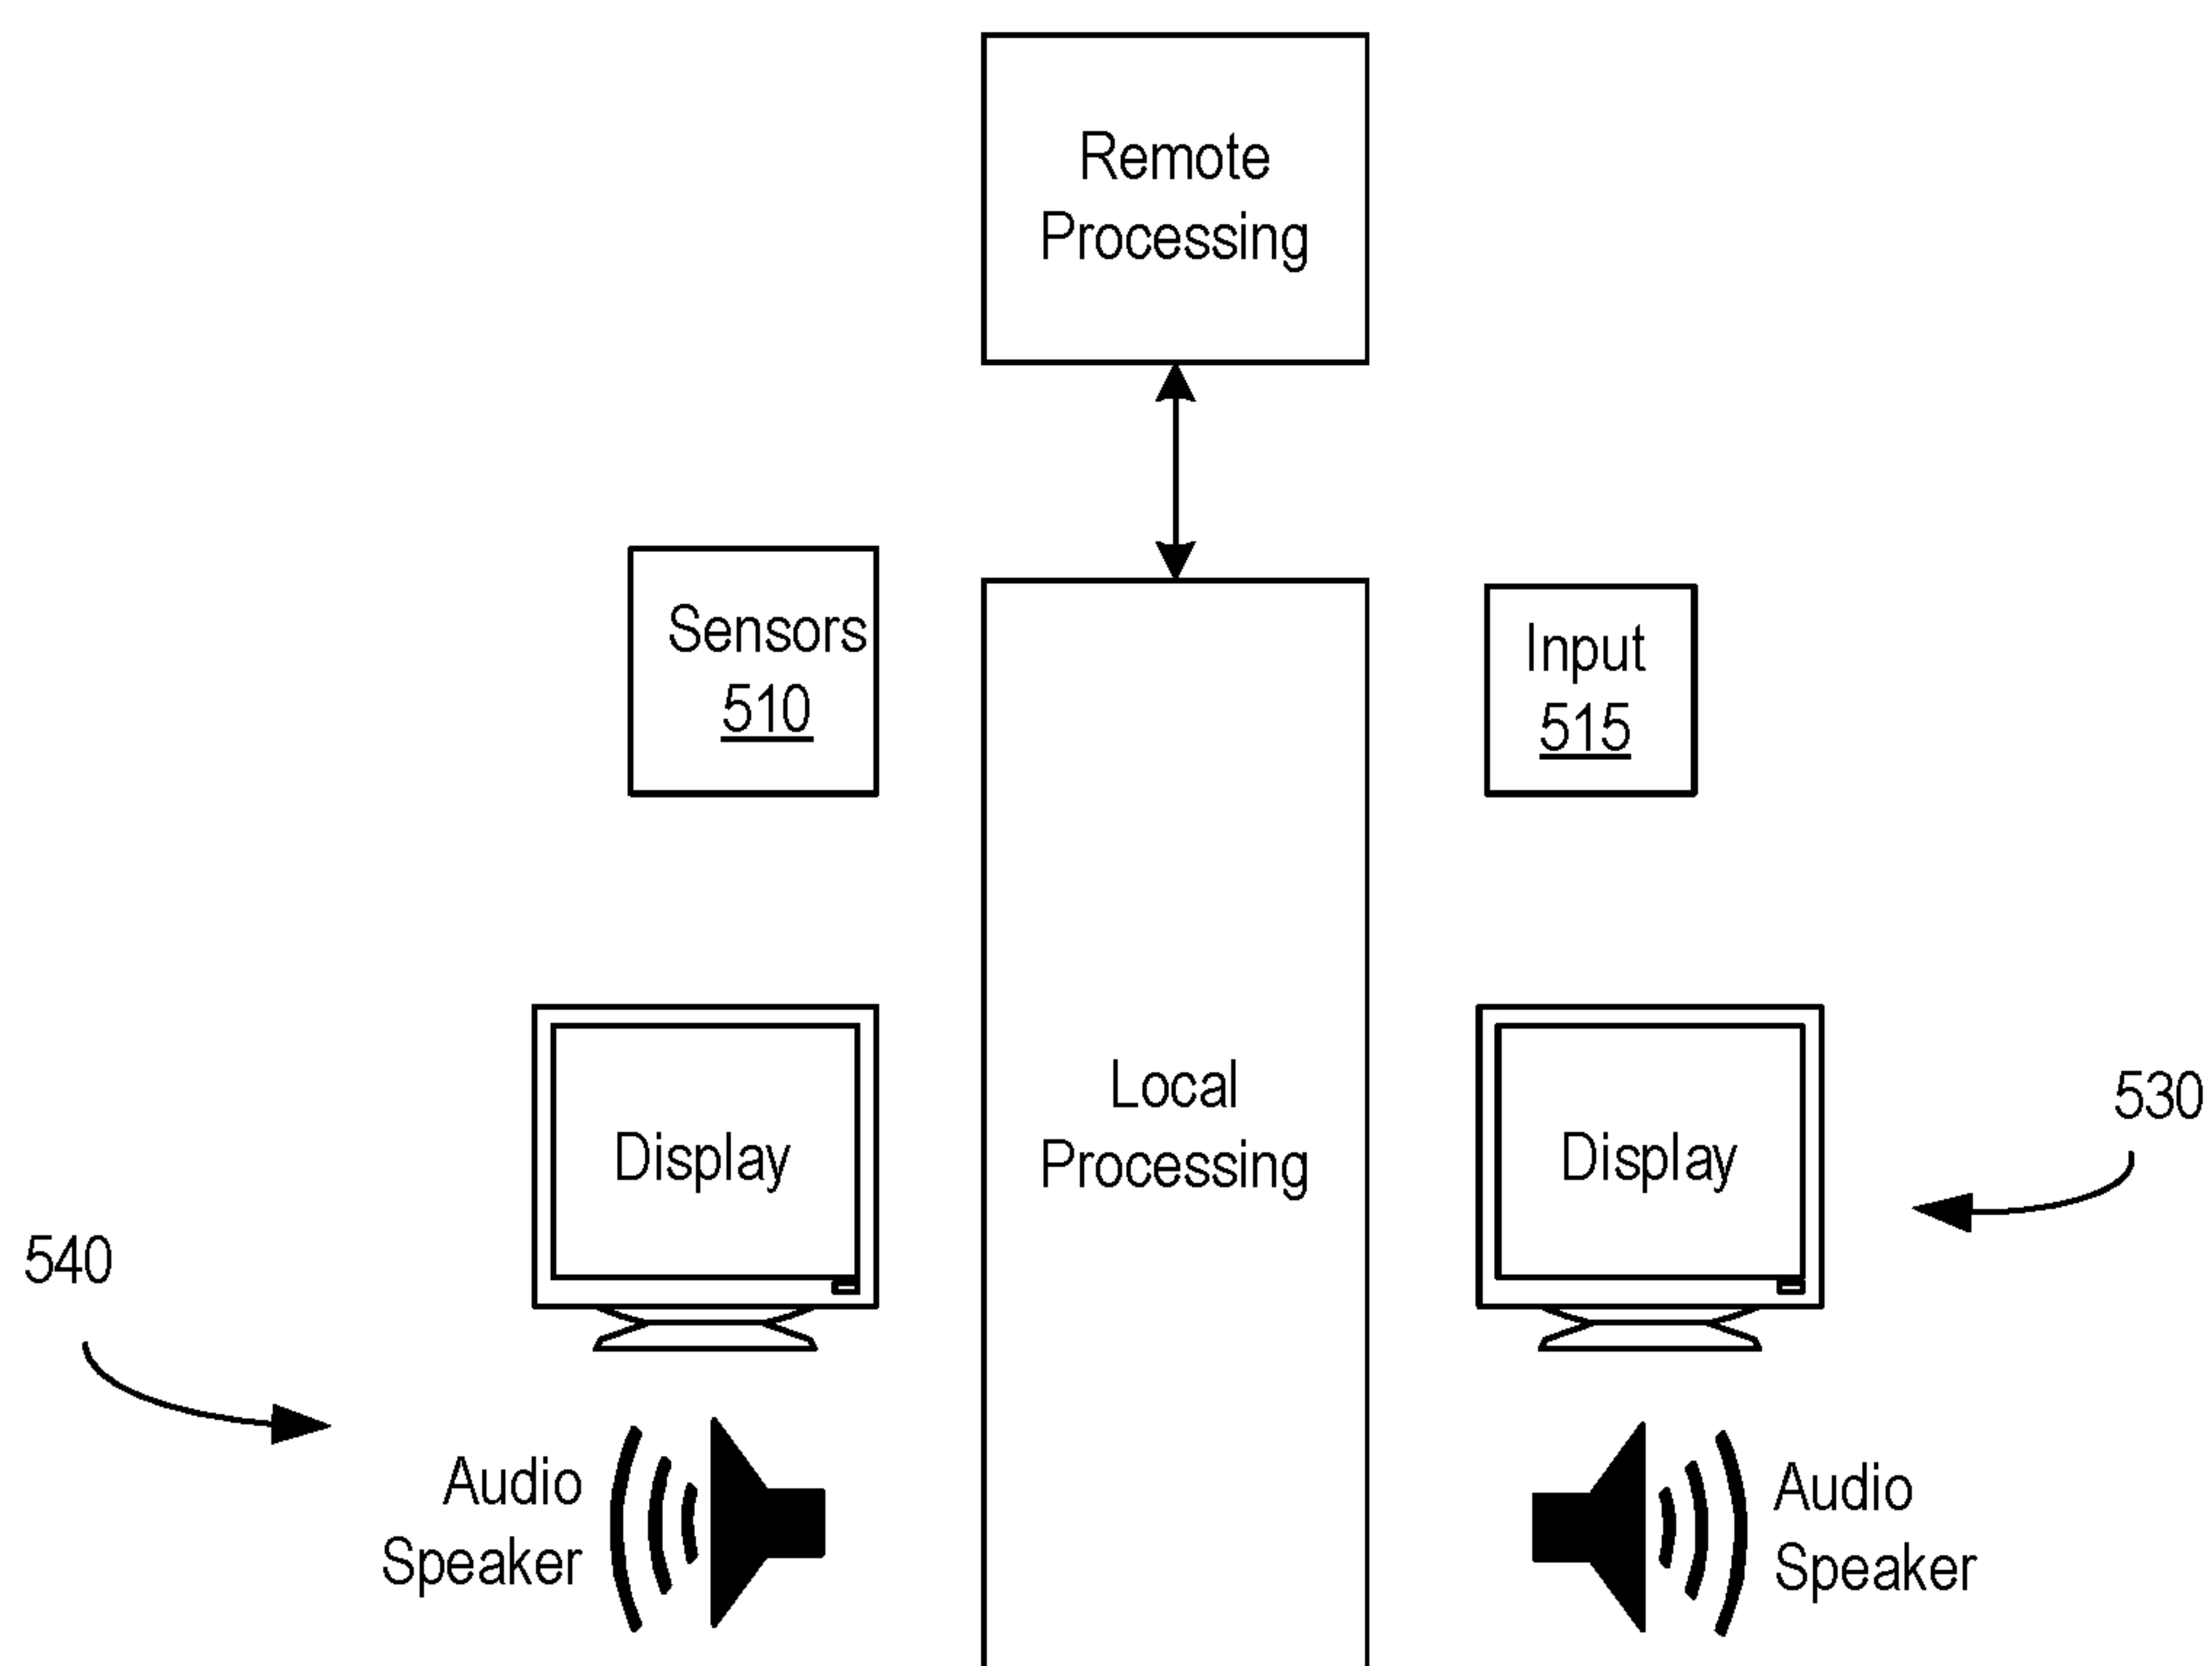 Remote
Processing
Sensors
510
Input
515
Display
Local
Processing
Display
530
540
Audio
Speaker
Audio
Speaker